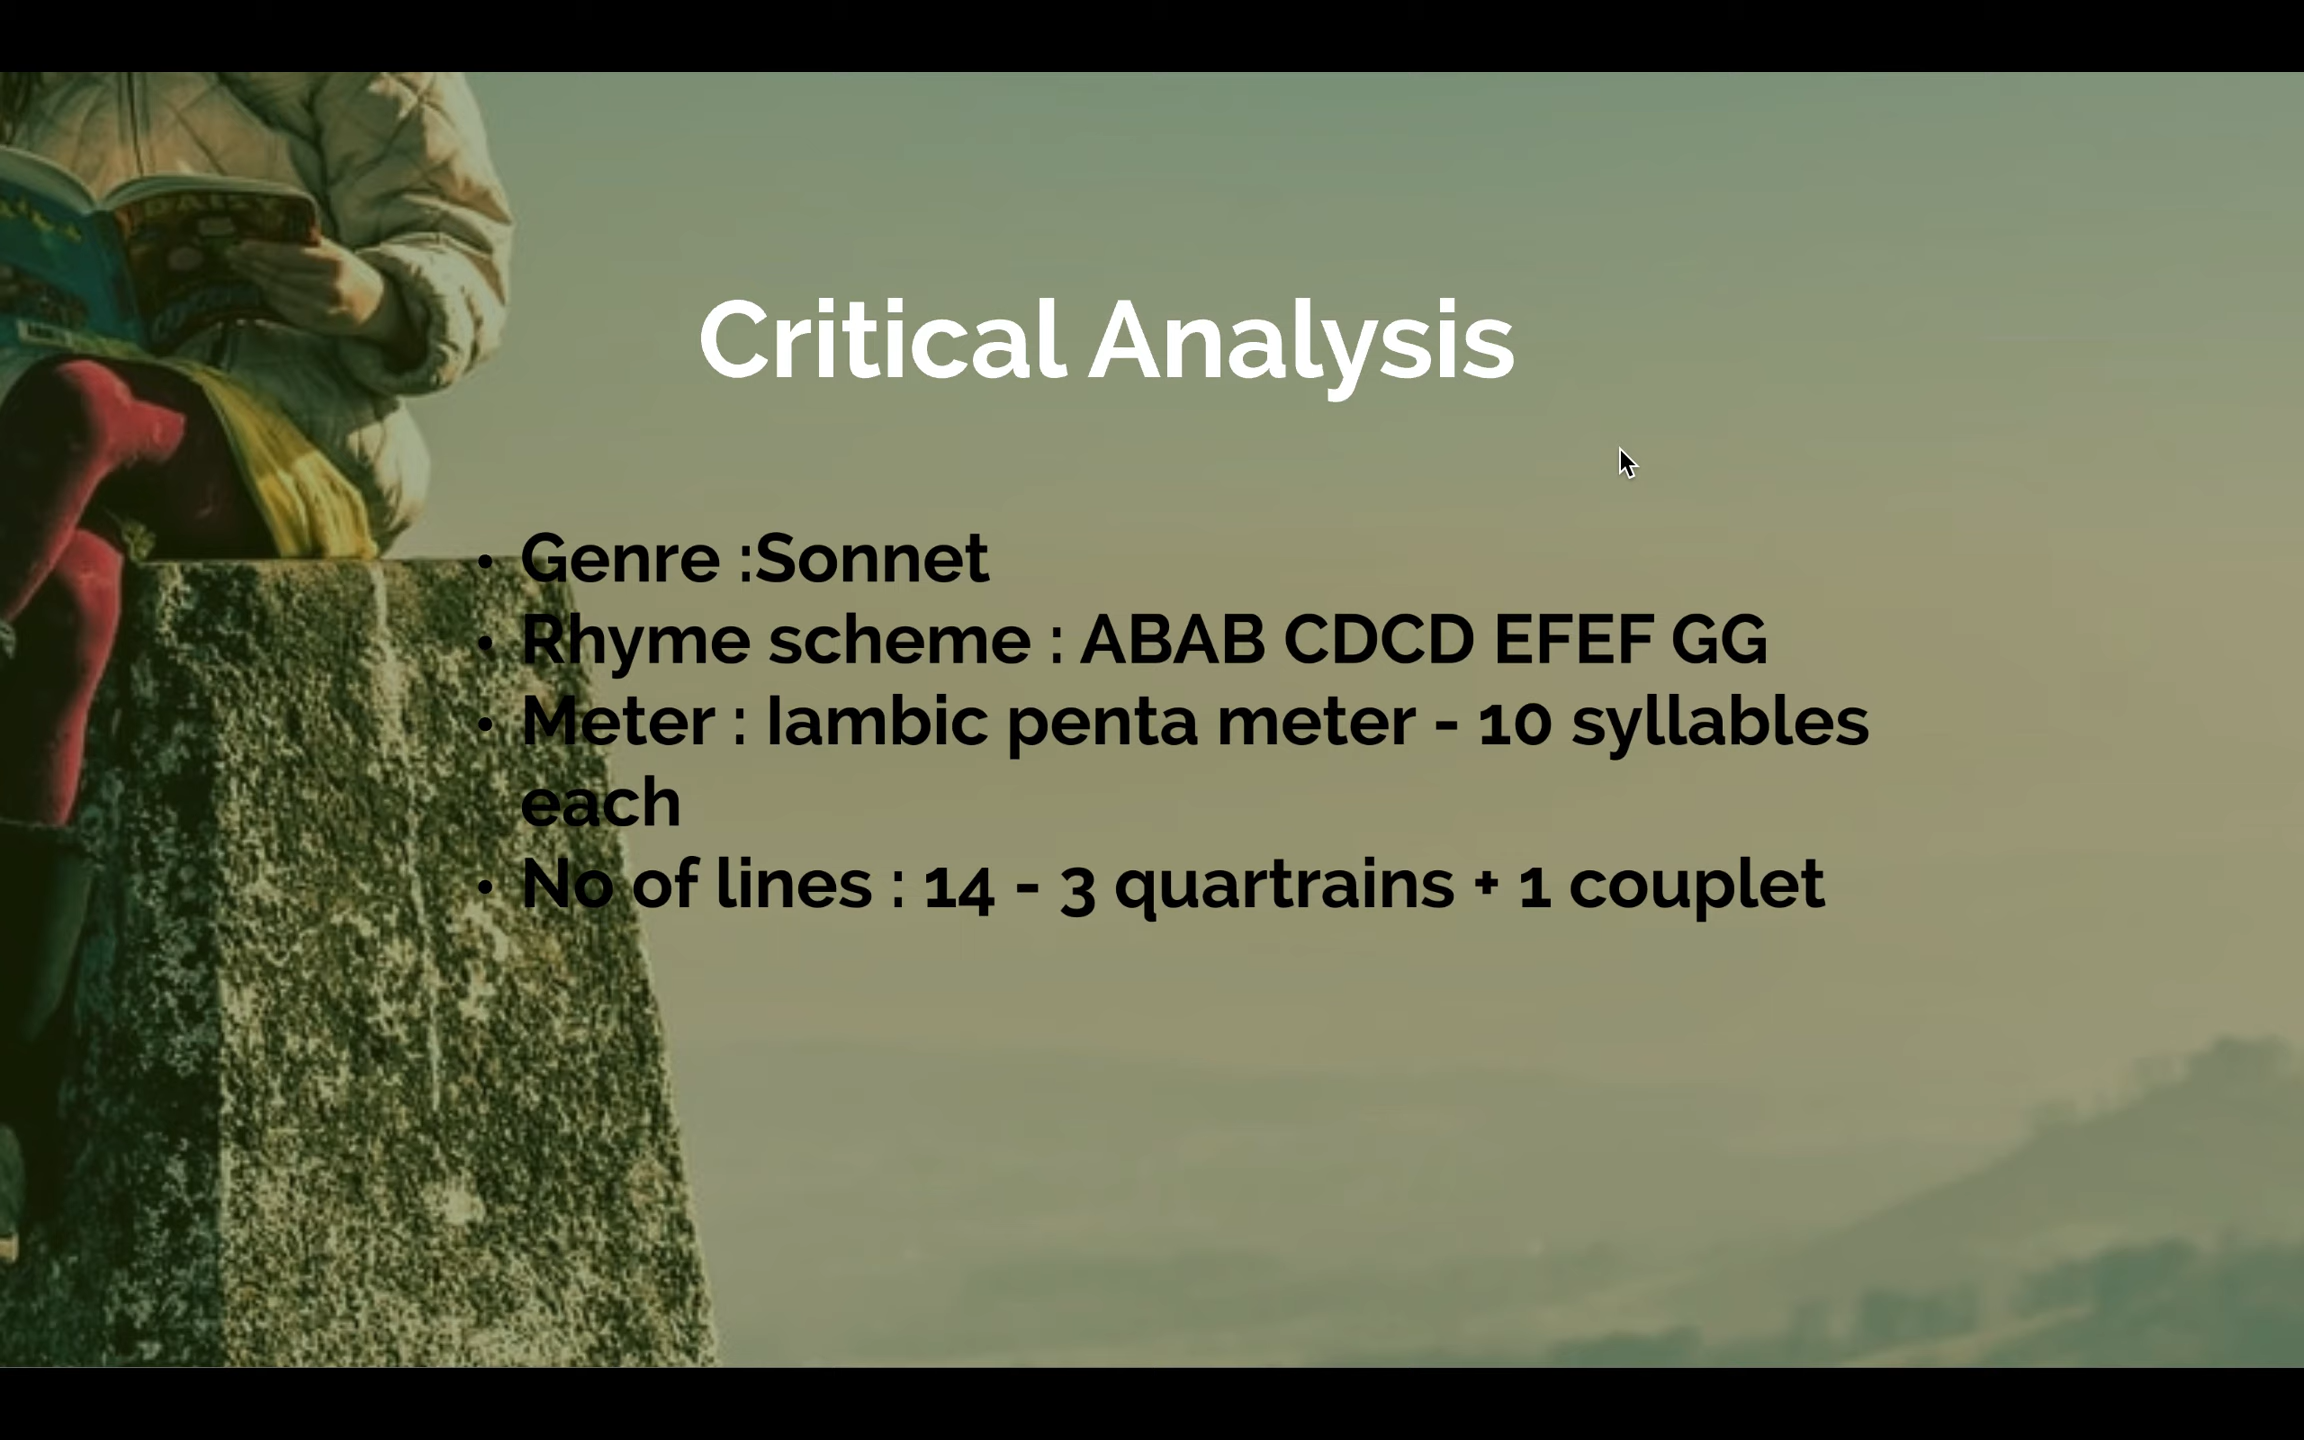 Critical Analysis
• Genre :Sonnet
• Rhyme scheme : ABAB CDCD EFEF GG
• Meter : Iambic penta meter - 10 syllables
each
• No of lines : 14 - 3 quartrains + 1 couplet